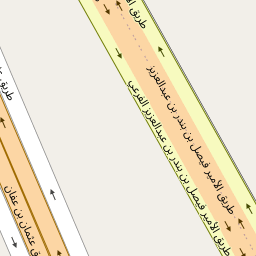 طريق الأمير فيصل بن بندر بن عبدالعزيز
طريق الأمير فيصل بن بندر بن عبدالعزيز الفرعي
عثمان بن عفان
طريق